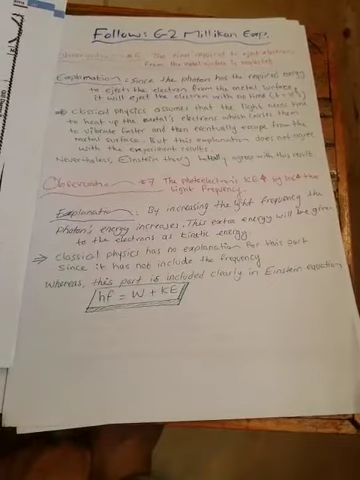 Follow: 6-2 Millikan Exp.
Observation #6 The time required to eject electrons
from the metal surface is neglected
Explanation: Since the photon has the required energy
to ejects the electron from the metal surface,
it will eject the electron with no time
⇒ Classical physics assumes that the light needs time
to heat up the metal's electrons which causes them
to vibrate faster and then eventually escape from the
metal surface. But this explanation does not agree
with the experiment results.
Nevertheless, Einstein theory totally agree with this result
Observation #7 The photoelectron's KE ↑ by inc ↑ the
light frequency.
Explanation: By increasing the light frequency the
photon's energy increases. This extra energy will be given
to the electrons as kinetic energy
⇒ classical physics has no explanation for this part
since it has not include the frequency
Whereas, this part is included clearly in Einstein equation
hf = W + KE